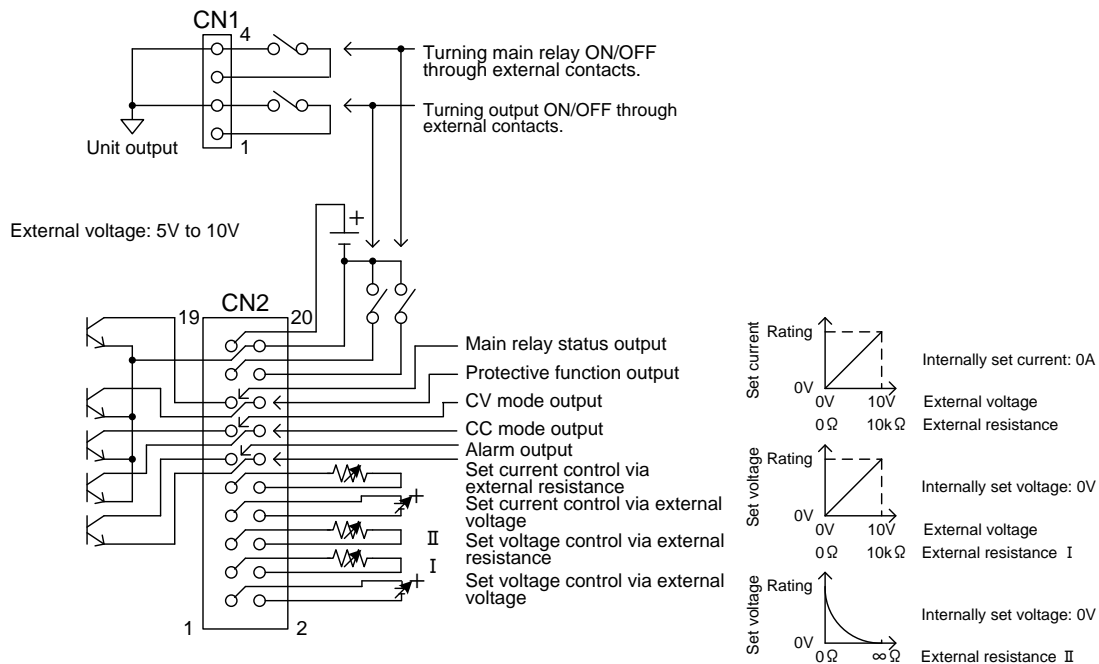 CN1
4
Turning main relay ON/OFF
through external contacts.
Turning output ON/OFF through
external contacts.
Unit output
1
External voltage: 5V to 10V
+
CN2
19
20
Main relay status output
Protective function output
CV mode output
CC mode output
Alarm output
Set current control via
external resistance
Set current control via external
voltage
+
Ⅱ
Set voltage control via external
resistance
Ⅰ
Set voltage control via external
voltage
+
1
2
Set current
Rating
0V
0V
10V
External voltage
0Ω
10kΩ
External resistance
Internally set current: 0A
Set voltage
Rating
0V
0V
10V
External voltage
0Ω
10kΩ
External resistance Ⅰ
Internally set voltage: 0V
Set voltage
Rating
0V
0Ω
∞Ω
External resistance Ⅱ
Internally set voltage: 0V